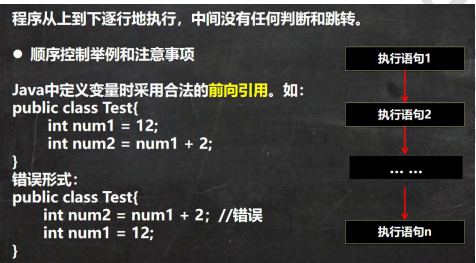 程序从上到下逐行地执行，中间没有任何判断和跳转。
● 顺序控制举例和注意事项
Java中定义变量时采用合法的前向引用。如：
public class Test{
int num1 = 12;
int num2 = num1 + 2;
}
错误形式：
public class Test{
int num2 = num1 + 2；//错误
int num1 = 12;
}
执行语句1
执行语句2
... ...
执行语句n